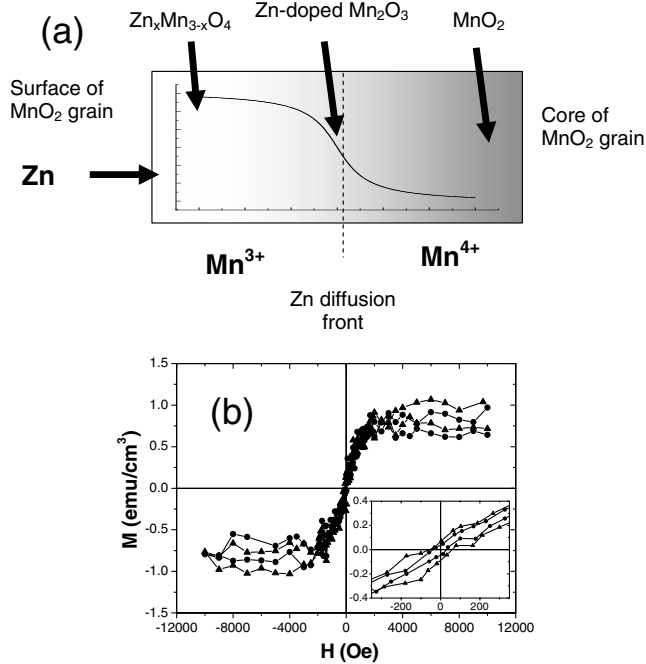 (a)
ZnxMn3-xO4
Zn-doped Mn2O3
MnO2
Surface of
MnO2 grain
Core of
MnO2 grain
Zn
Mn3+
Mn4+
Zn diffusion
front
(b)
M (emu/cm3)
1.5
1.0
0.5
0.0
-0.5
-1.0
-1.5
0.4
0.2
0.0
-0.2
-0.4
-200 0 200
-12000 -8000 -4000 0 4000 8000 12000
H (Oe)